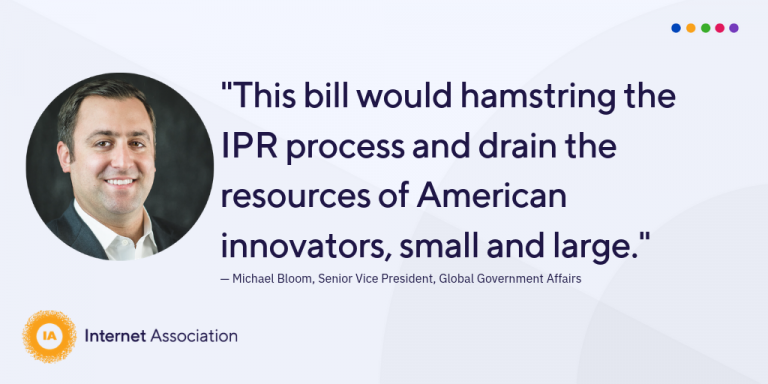 "This bill would hamstring the
IPR process and drain the
resources of American
innovators, small and large."
— Michael Bloom, Senior Vice President, Global Government Affairs
IA
Internet Association